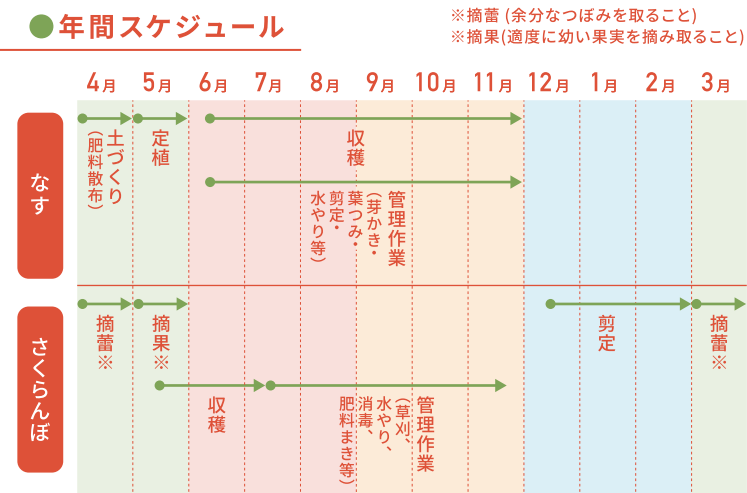 ●年間スケジュール
※摘蕾 (余分なつぼみを取ること)
※摘果(適度に幼い果実を摘み取ること)
4月 5月 6月 7月 8月 9月 10月 11月 12月 1月 2月 3月
なす
土づくり
(肥料散布)
定植
収穫
管理作業
(芽かき・
葉つみ・
剪定・
水やり等)
さくらんぼ
摘蕾※
摘果※
剪定
摘蕾※
収穫
管理作業
(草刈、
水やり、
消毒、
肥料まき等)